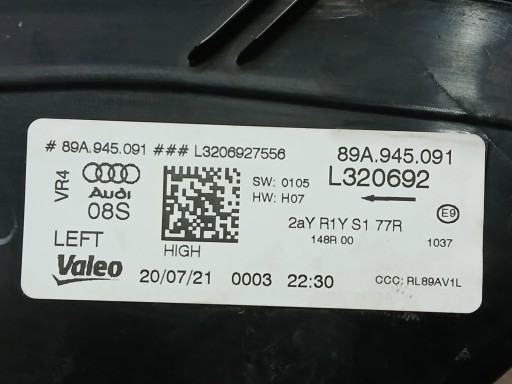 # 89A.945.091 ### L3206927556
89A.945.091
L320692
VR4
Audi
08S
SW: 0105
HW: H07
2aY R1Y S1 77R
148R 00
E9
1037
LEFT
HIGH
Valeo
20/07/21 0003 22:30
CCC: RL89AV1L